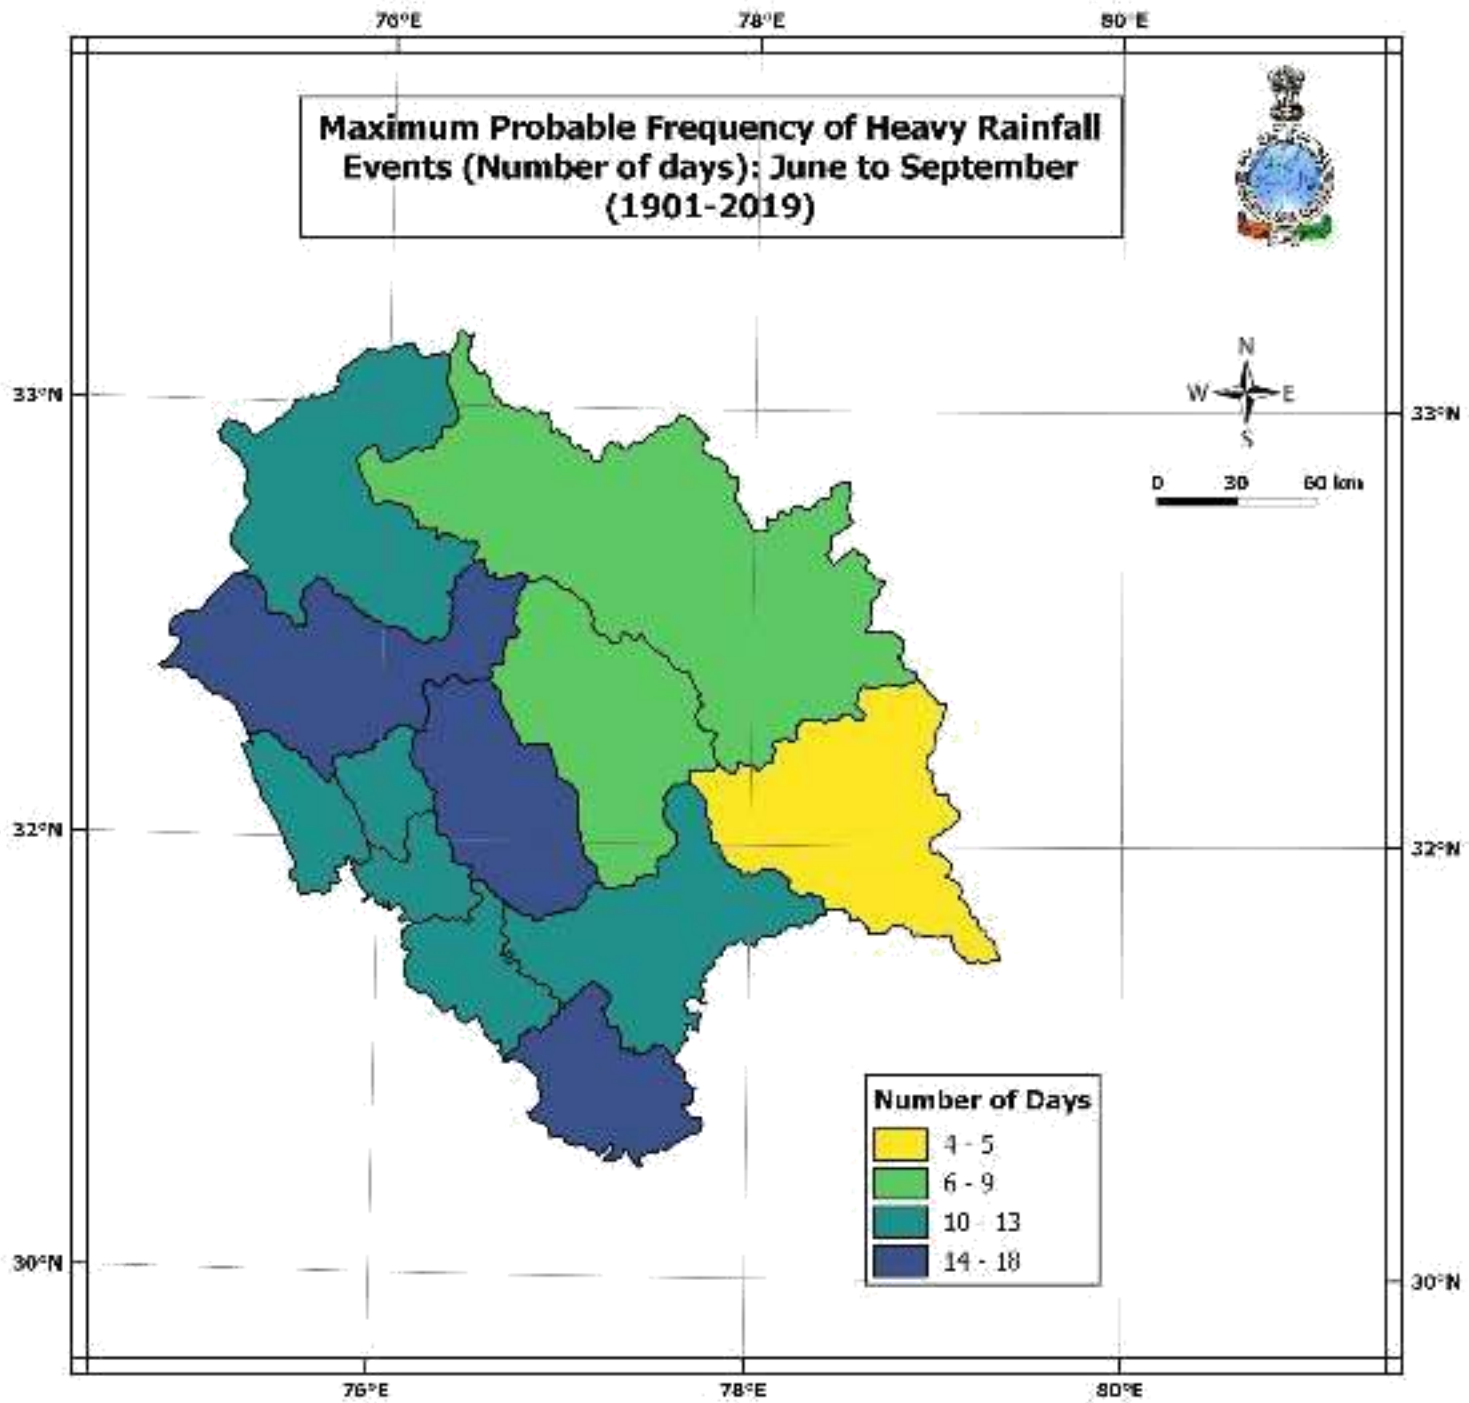 76°E 78°E 80°E
Maximum Probable Frequency of Heavy Rainfall
Events (Number of days): June to September
(1901-2019)
N
W E
S
33°N 33°N
0 30 60 km
32°N 32°N
Number of Days
4 - 5
6 - 9
10 - 13
14 - 18
30°N 30°N
76°E 78°E 80°E